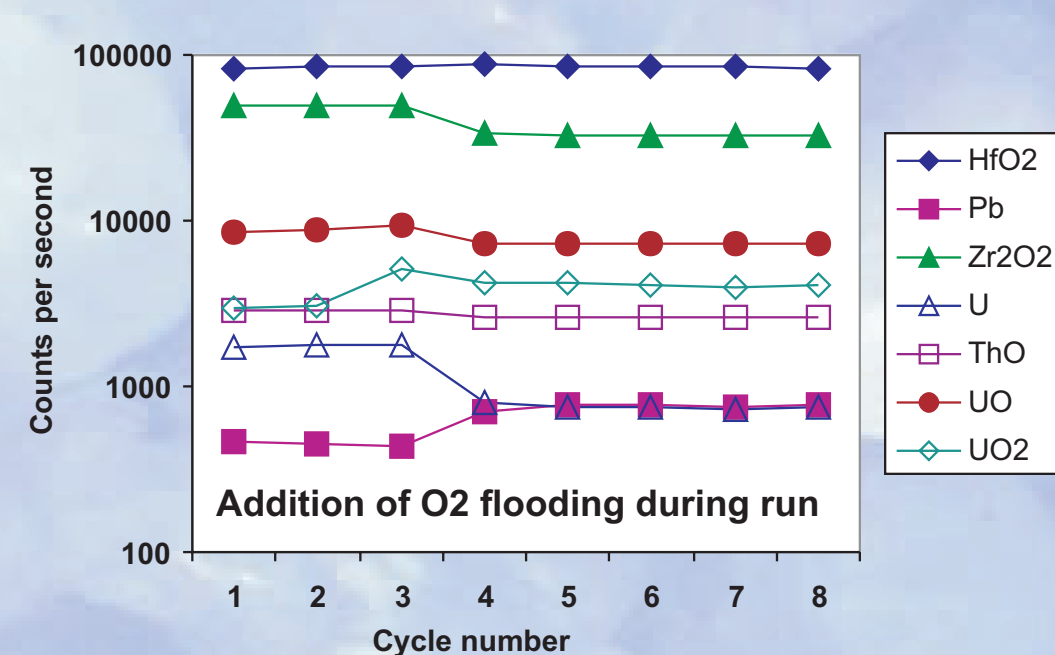 100000
10000
1000
100
Counts per second
1 2 3 4 5 6 7 8
Cycle number
Addition of O2 flooding during run
HfO2
Pb
Zr2O2
U
ThO
UO
UO2